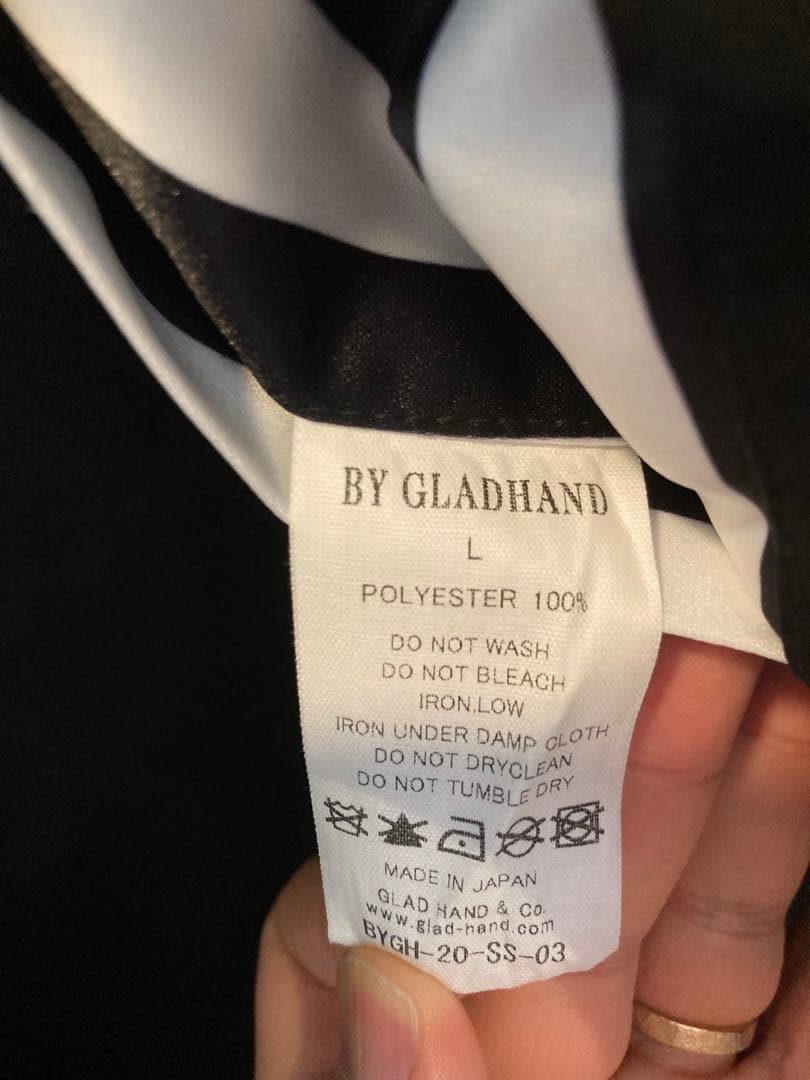 BY GLADHAND
L
POLYESTER 100%
DO NOT WASH
DO NOT BLEACH
IRON.LOW
IRON UNDER DAMP CLOTH
DO NOT DRYCLEAN
DO NOT TUMBLE DRY
MADE IN JAPAN
GLAD HAND & Co.
www.glad-hand.com
BYGH-20-SS-03